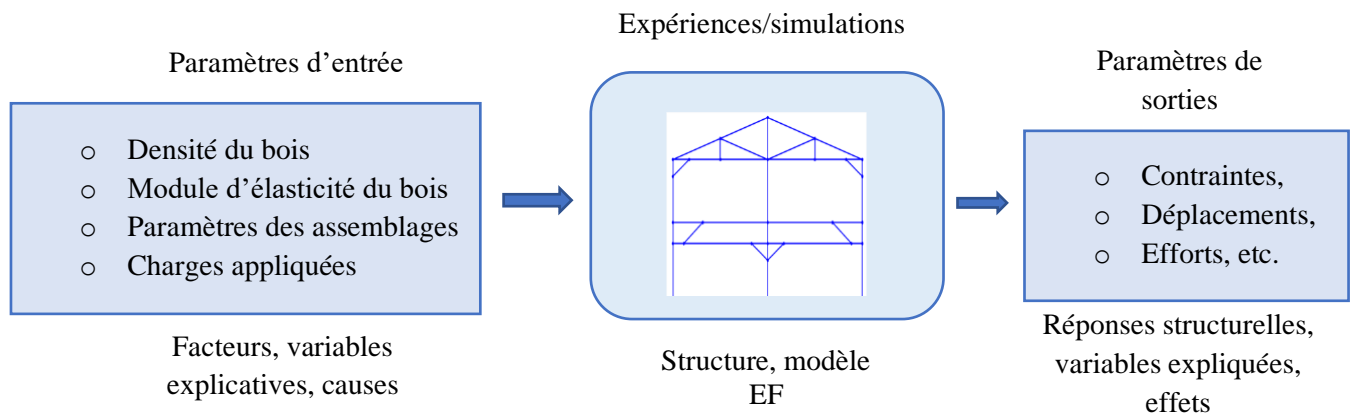 Paramètres d'entrée
o Densité du bois
o Module d'élasticité du bois
o Paramètres des assemblages
o Charges appliquées
Facteurs, variables
explicatives, causes
Expériences/simulations
Structure, modèle
EF
Paramètres de
sorties
o Contraintes,
o Déplacements,
o Efforts, etc.
Réponses structurelles,
variables expliquées,
effets